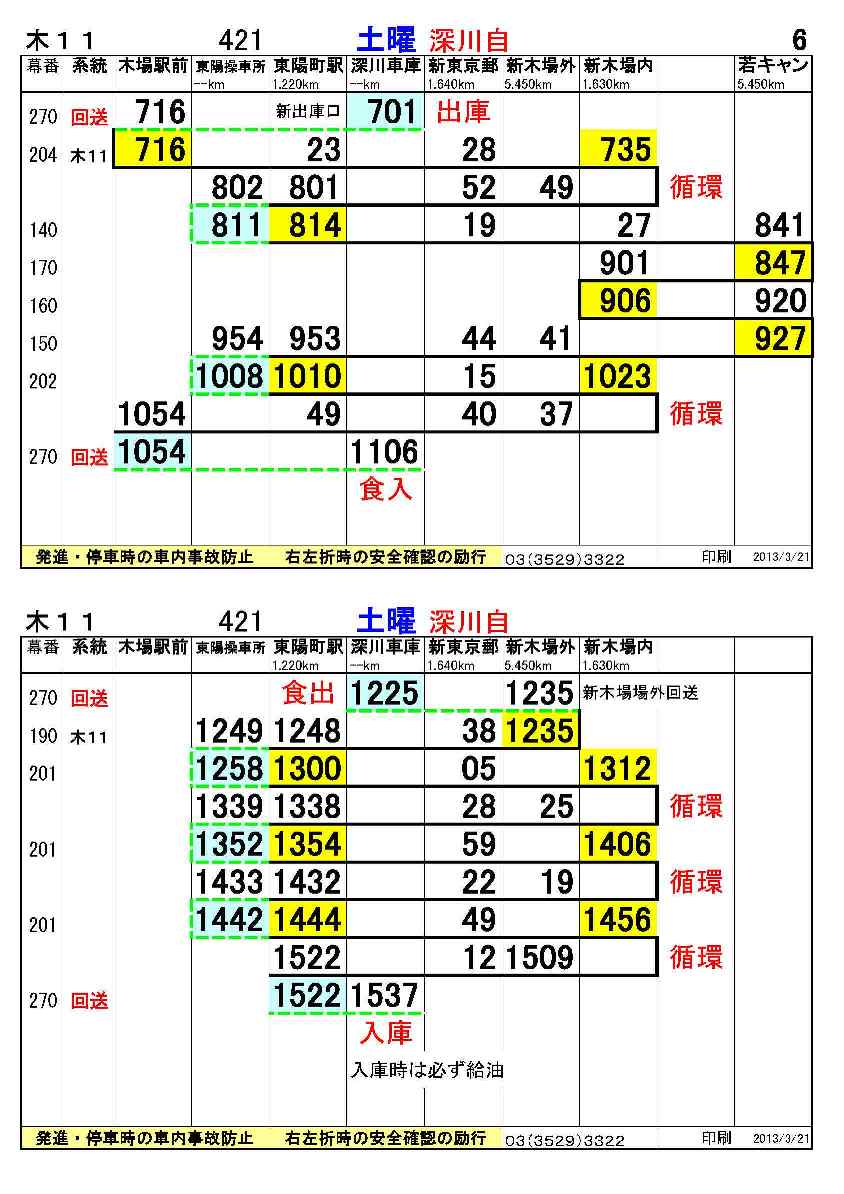 木１１ 421 土曜 深川自 6
幕番 系統 木場駅前 東陽操車所 東陽町駅 深川車庫 新東京郵 新木場外 新木場内 若キャン
--km 1.220km --km 1.640km 5.450km 1.630km 5.450km
270 回送 716 新出庫口 701 出庫
204 木11 716 23 28 735
802 801 52 49 循環
140 811 814 19 27 841
170 901 847
160 906 920
150 954 953 44 41 927
202 1008 1010 15 1023
1054 49 40 37 循環
270 回送 1054 1106
食入
発進・停車時の車内事故防止 右左折時の安全確認の励行 03(3529)3322 印刷 2013/3/21
木１１ 421 土曜 深川自
幕番 系統 木場駅前 東陽操車所 東陽町駅 深川車庫 新東京郵 新木場外 新木場内
1.220km --km 1.640km 5.450km 1.630km
270 回送 食出 1225 1235 新木場場外回送
190 木11 1249 1248 38 1235
201 1258 1300 05 1312
1339 1338 28 25 循環
201 1352 1354 59 1406
1433 1432 22 19 循環
201 1442 1444 49 1456
1522 12 1509 循環
270 回送 1522 1537
入庫
入庫時は必ず給油
発進・停車時の車内事故防止 右左折時の安全確認の励行 03(3529)3322 印刷 2013/3/21